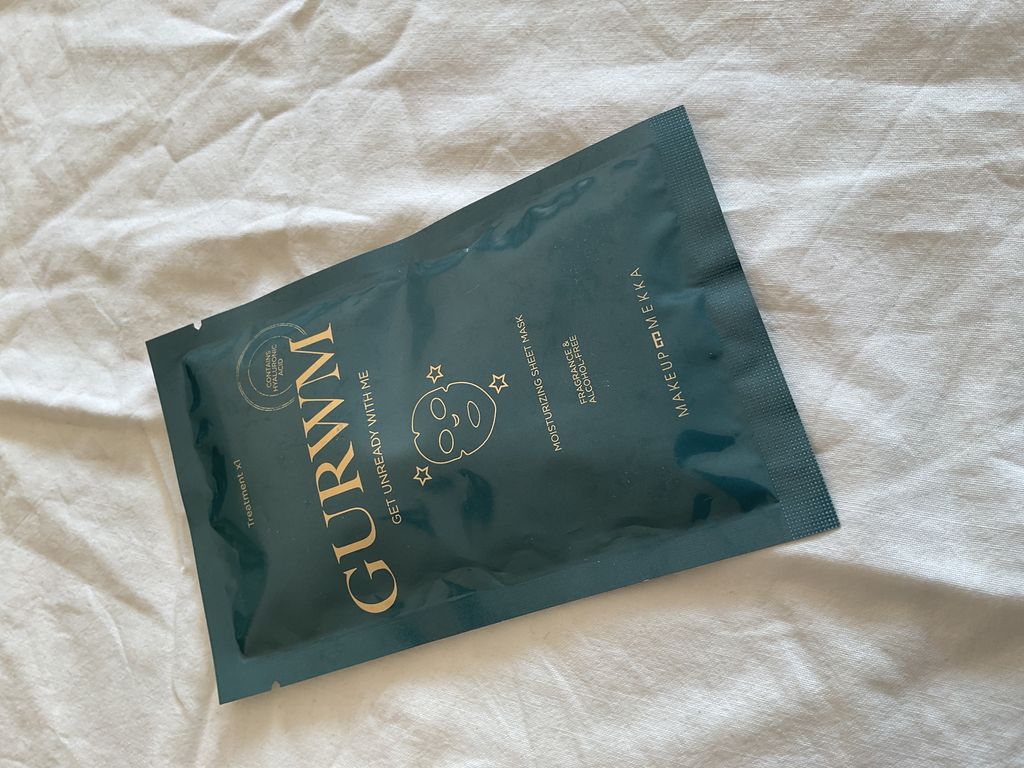 Treatment x1
CONTAINS
HYALURONIC
ACID
GURWM
GET UNREADY WITH ME
MOISTURIZING SHEET MASK
FRAGRANCE &
ALCOHOL-FREE
MAKEUP MEKKA